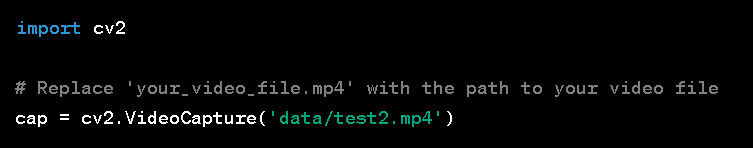 import cv2
# Replace 'your_video_file.mp4' with the path to your video file
cap = cv2.VideoCapture('data/test2.mp4')